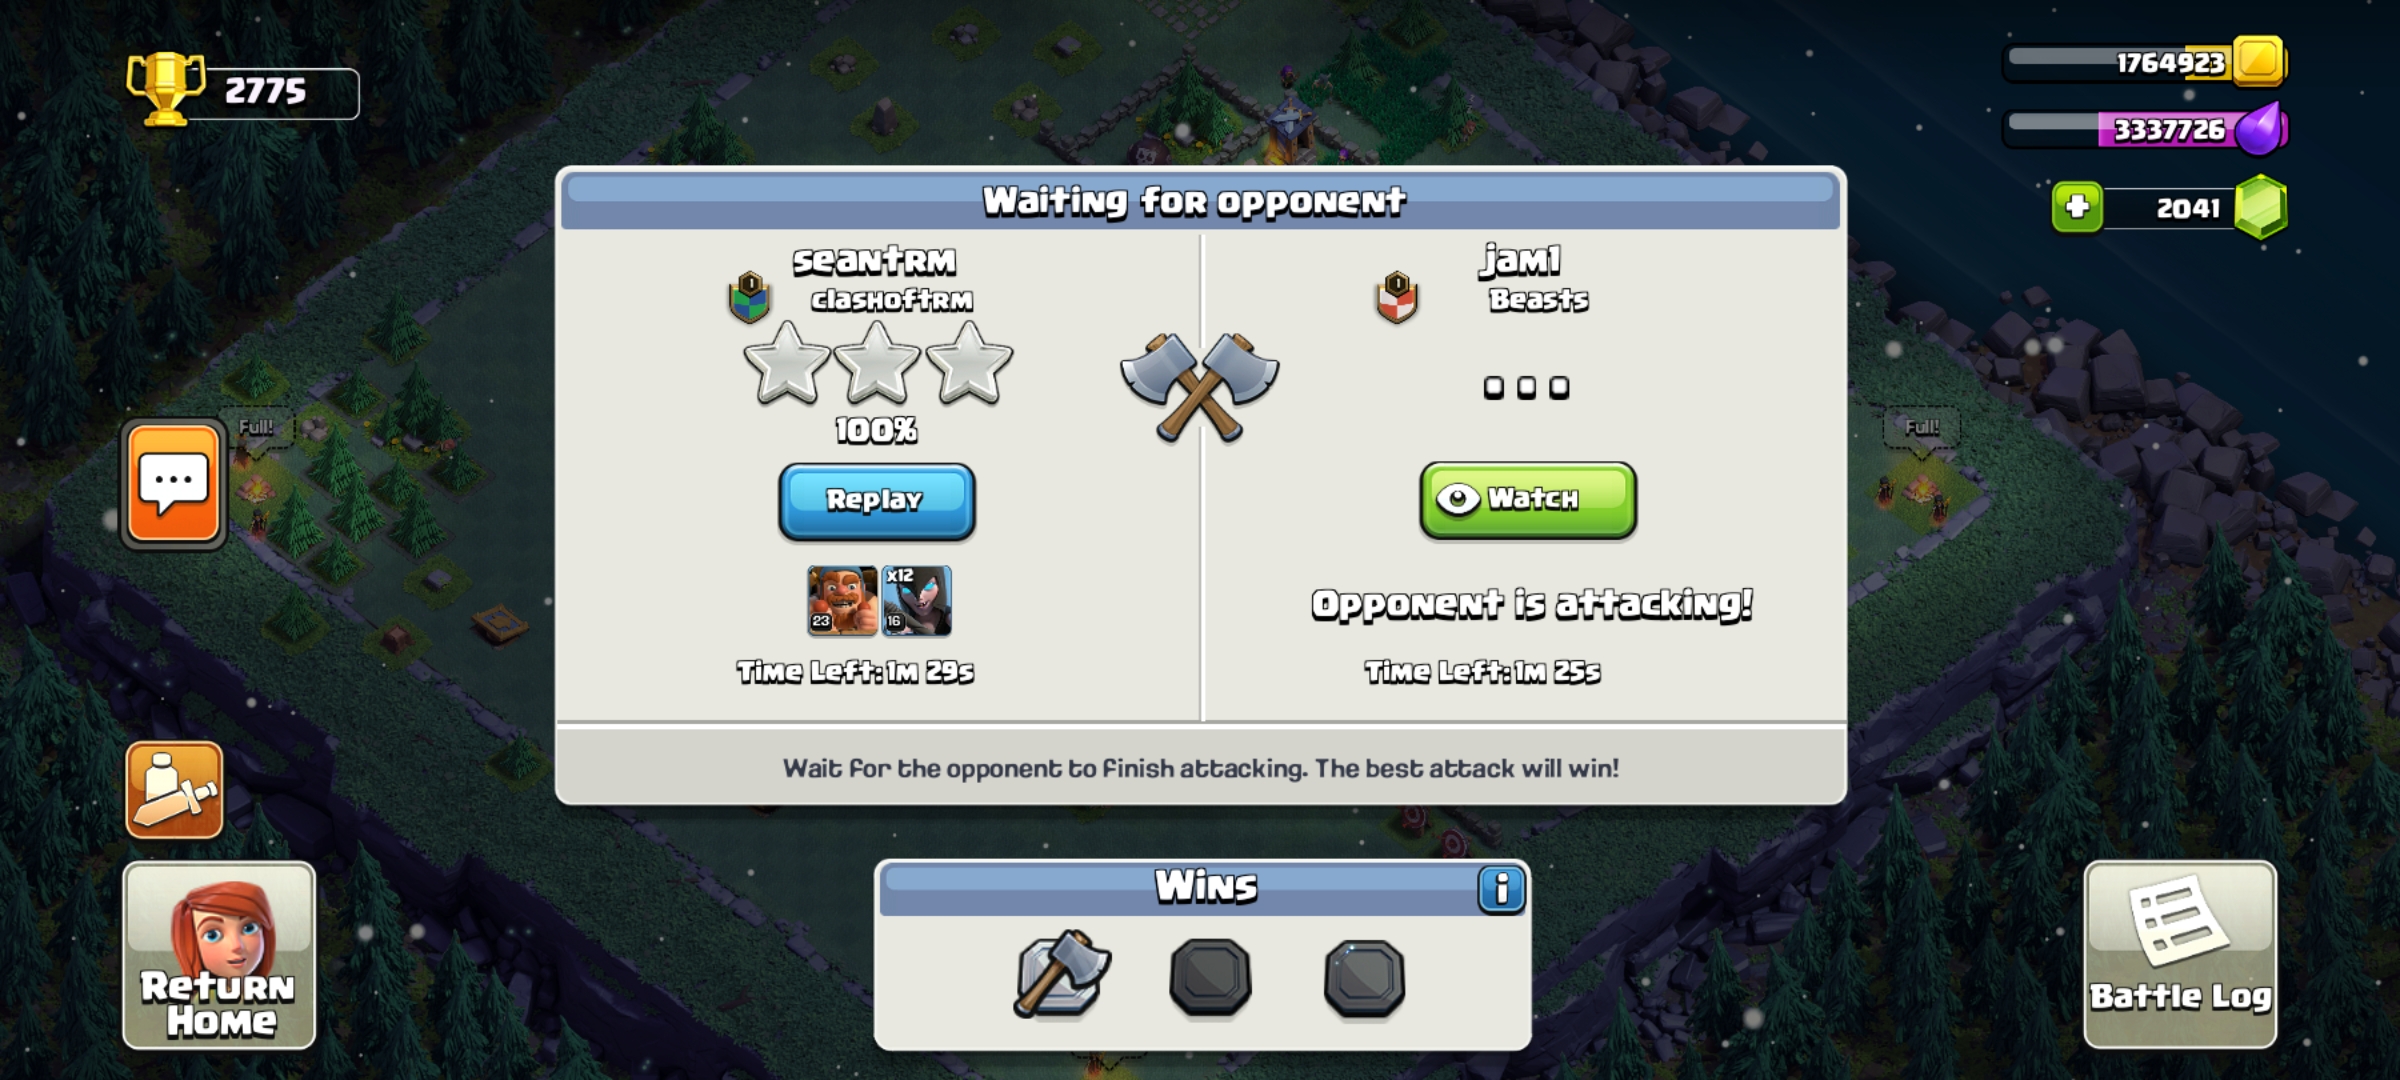 2775
1764923
3337726
2041
Waiting for opponent
seantrm
clashoftrm
jam1
Beasts
1
1
100%
Full!
Full!
Replay
Watch
x12
23
16
Opponent is attacking!
Time Left: 1m 29s
Time Left: 1m 25s
Wait for the opponent to finish attacking. The best attack will win!
Wins
i
Return
Home
Battle Log